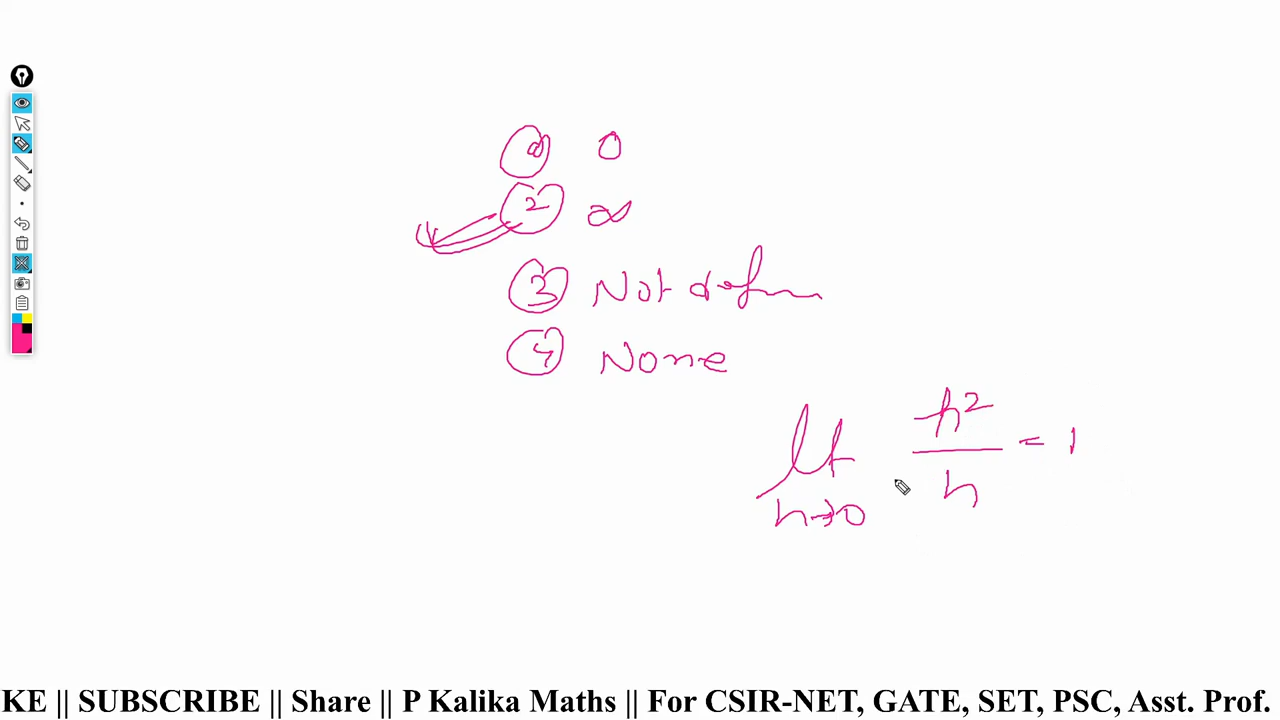 a 0
2 ∞
3 Not defin
4 None
lt h→0 h²/h = 1
KE || SUBSCRIBE || Share || P Kalika Maths || For CSIR-NET, GATE, SET, PSC, Asst. Prof.